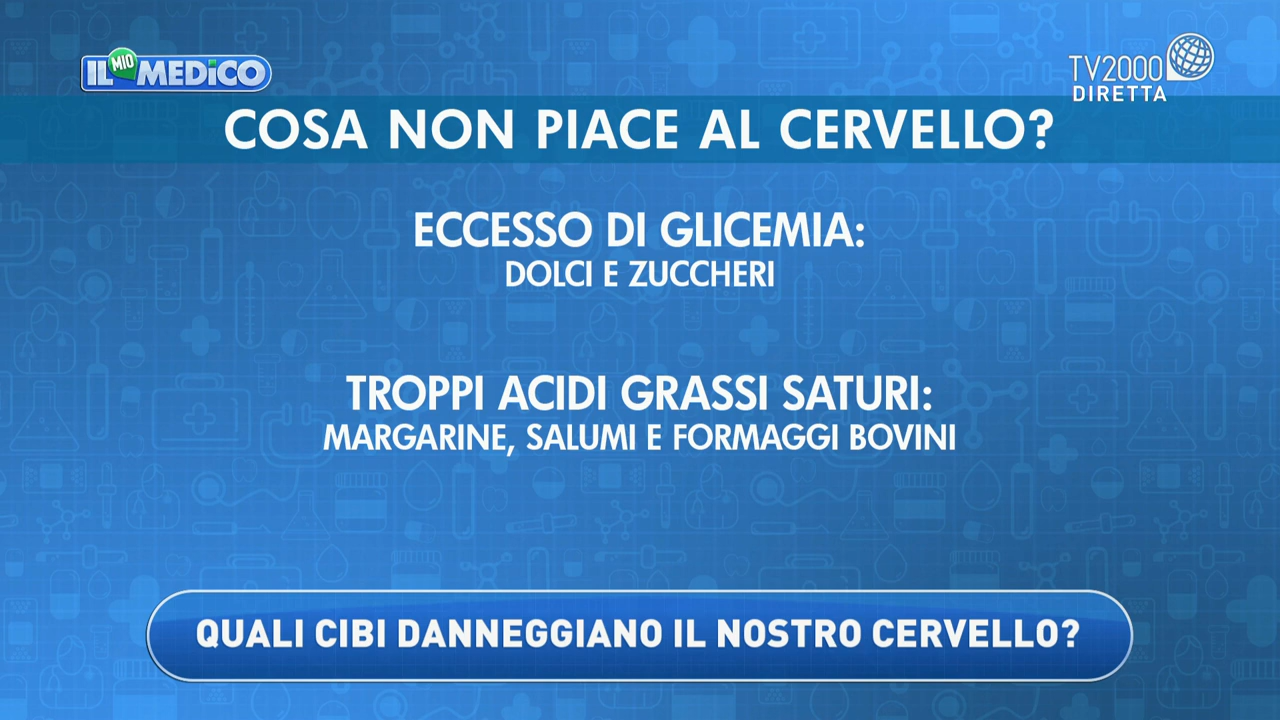 IL MIO MEDICO
TV2000
DIRETTA
COSA NON PIACE AL CERVELLO?
ECCESSO DI GLICEMIA:
DOLCI E ZUCCHERI
TROPPI ACIDI GRASSI SATURI:
MARGARINE, SALUMI E FORMAGGI BOVINI
QUALI CIBI DANNEGGIANO IL NOSTRO CERVELLO?